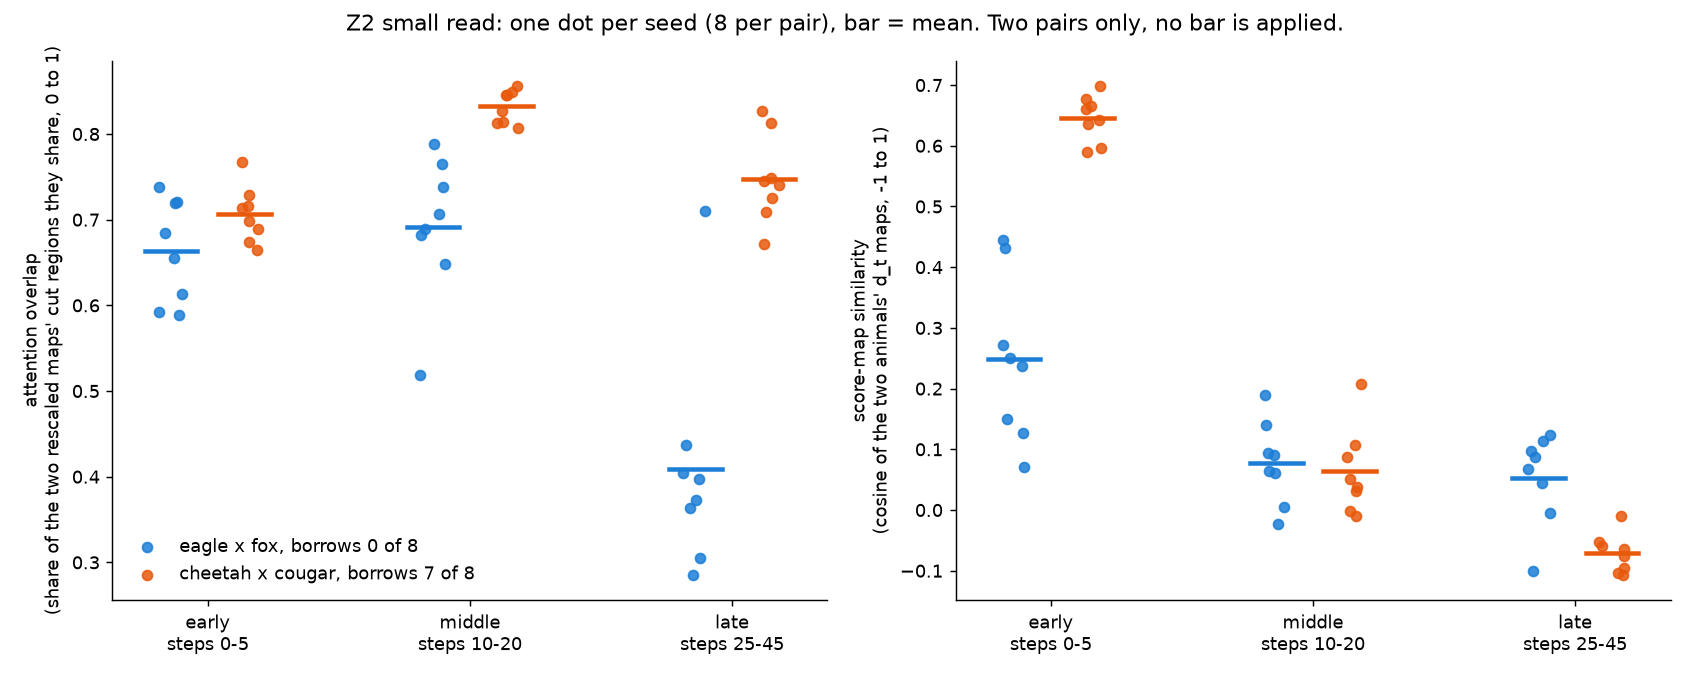 Z2 small read: one dot per seed (8 per pair), bar = mean. Two pairs only, no bar is applied.
attention overlap
(share of the two rescaled maps' cut regions they share, 0 to 1)
0.8
0.7
0.6
0.5
0.4
0.3
eagle x fox, borrows 0 of 8
cheetah x cougar, borrows 7 of 8
early
steps 0-5
middle
steps 10-20
late
steps 25-45
score-map similarity
(cosine of the two animals' d_t maps, -1 to 1)
0.7
0.6
0.5
0.4
0.3
0.2
0.1
0.0
−0.1
early
steps 0-5
middle
steps 10-20
late
steps 25-45